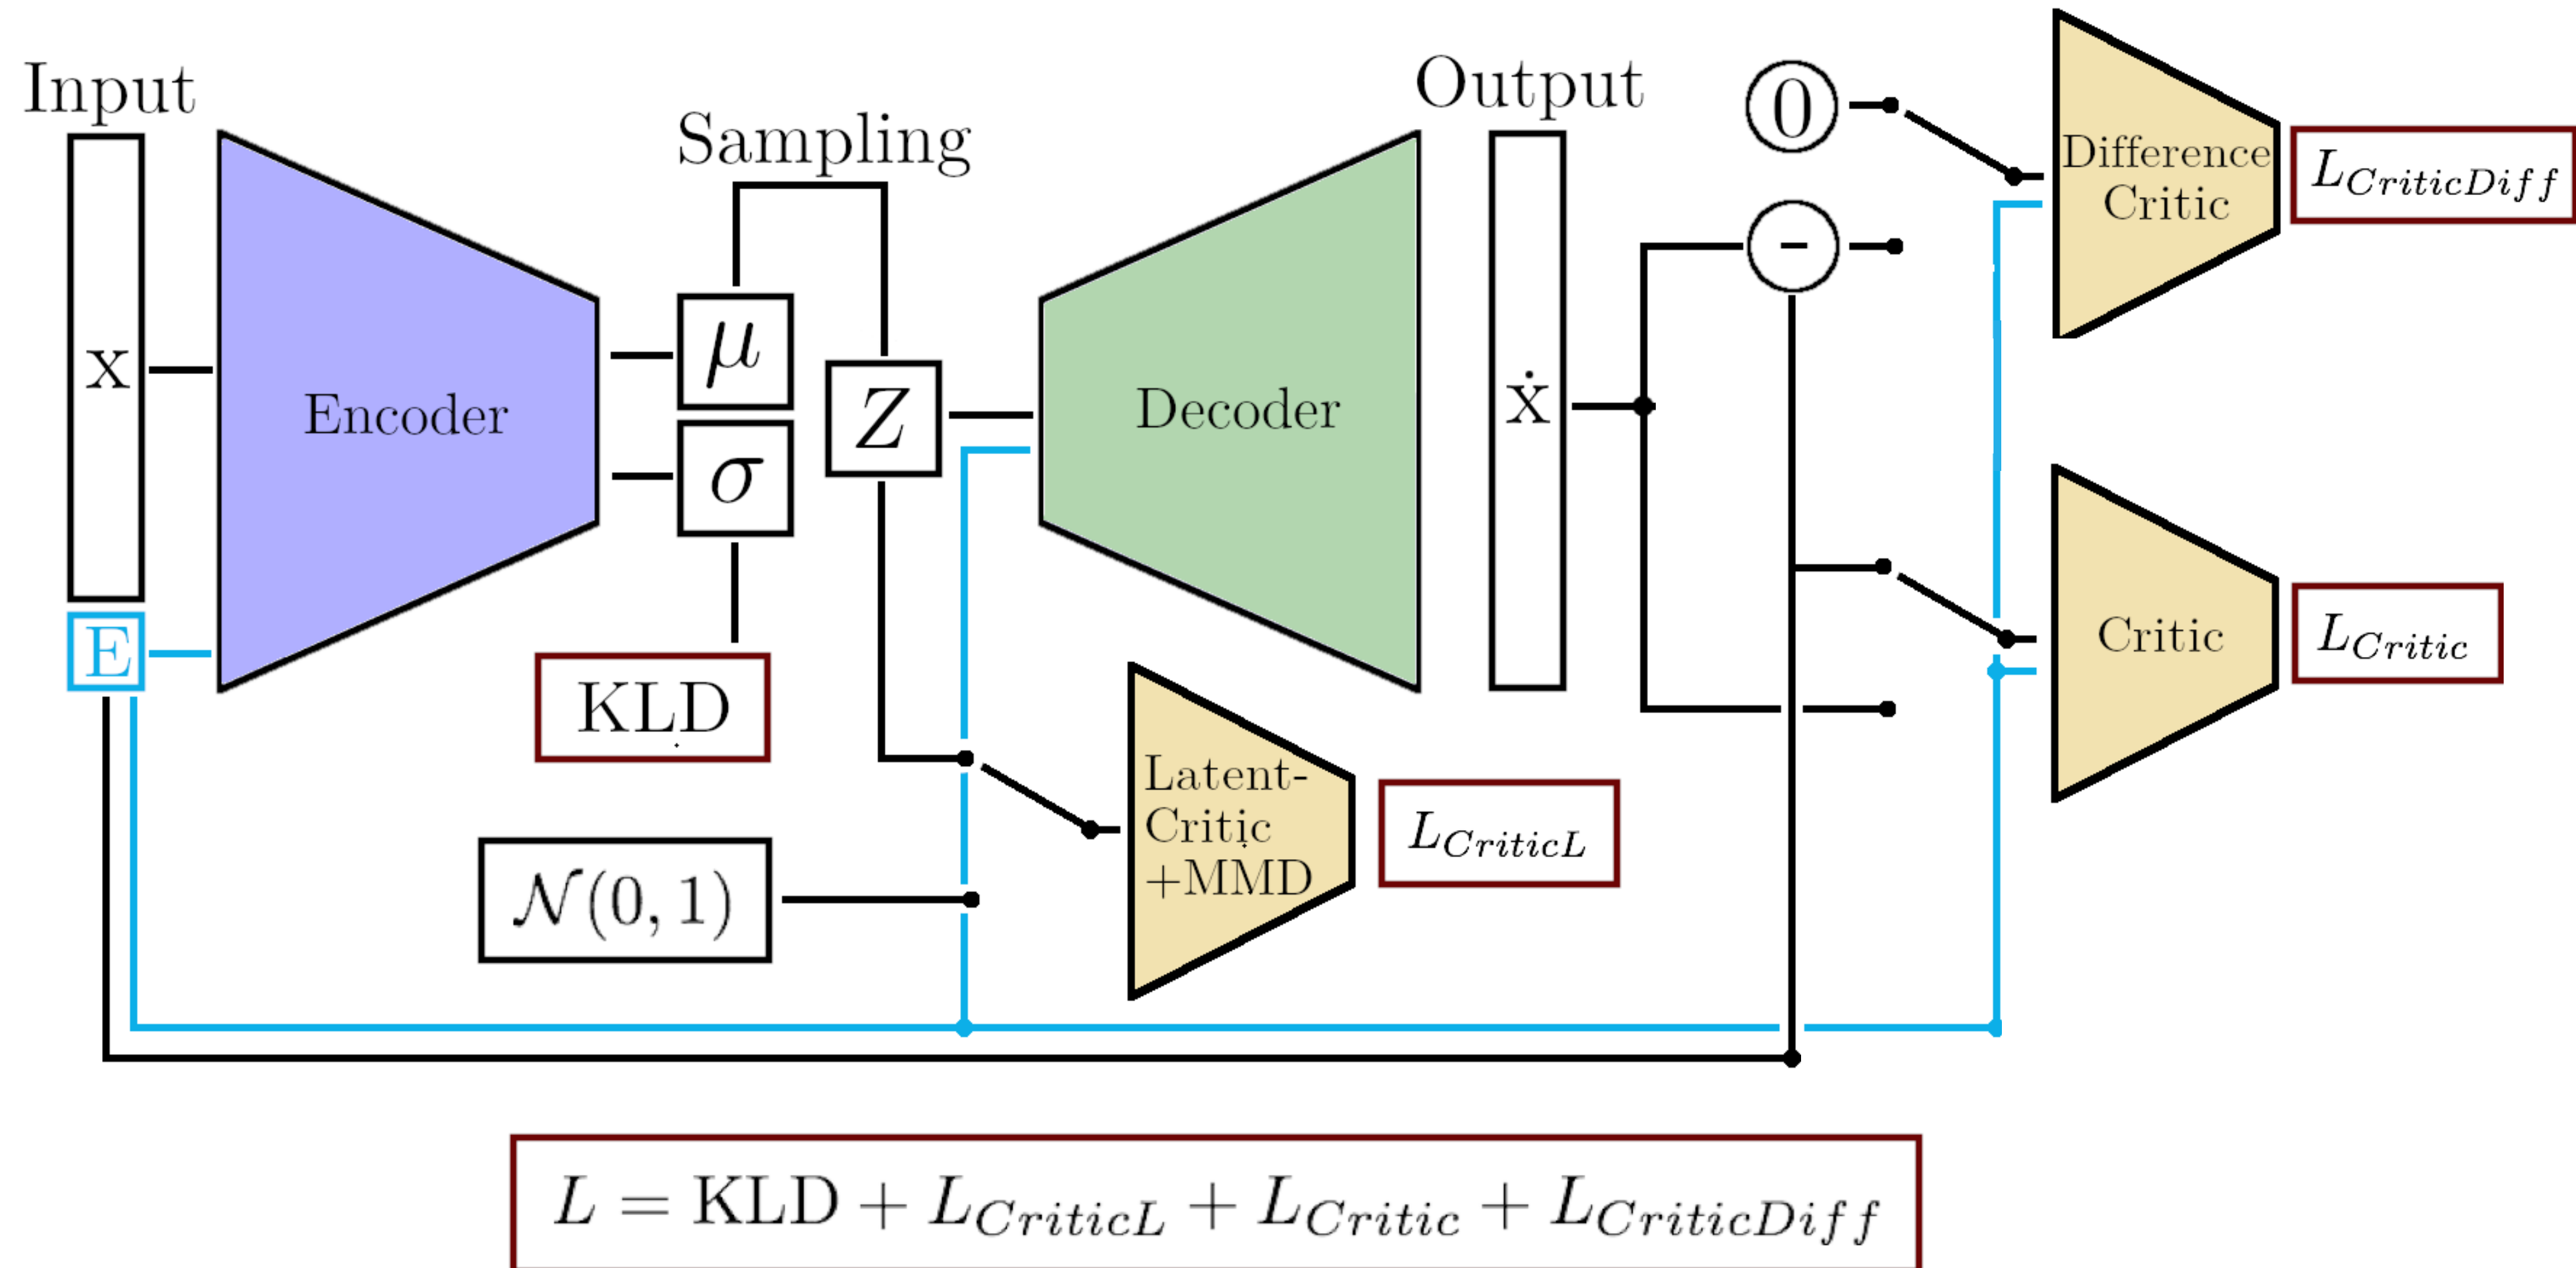 Input
x
E
Encoder
Sampling
μ
σ
Z
KLD
𝒩(0, 1)
Decoder
Latent-
Critic
+MMD
L_{CriticL}
Output
ẋ
0
-
Difference
Critic
L_{CriticDiff}
Critic
L_{Critic}
L = KLD + L_{CriticL} + L_{Critic} + L_{CriticDiff}